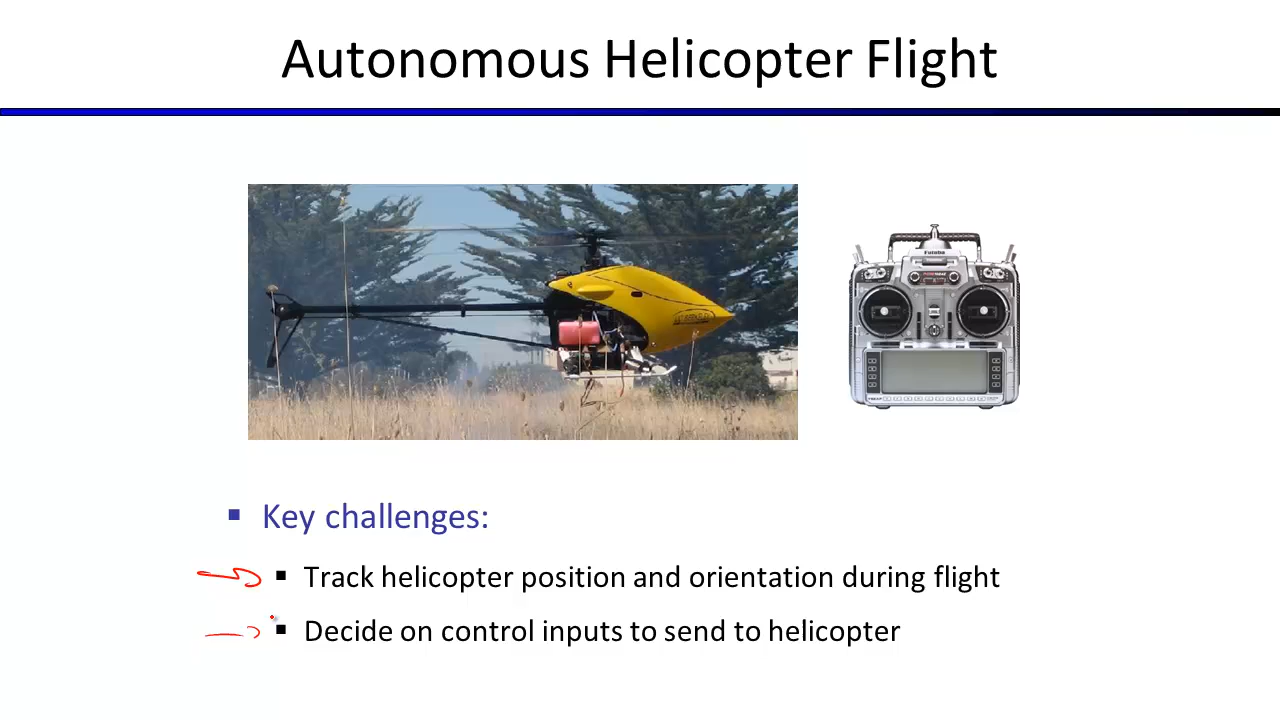 Autonomous Helicopter Flight
Futaba
Key challenges:
Track helicopter position and orientation during flight
Decide on control inputs to send to helicopter